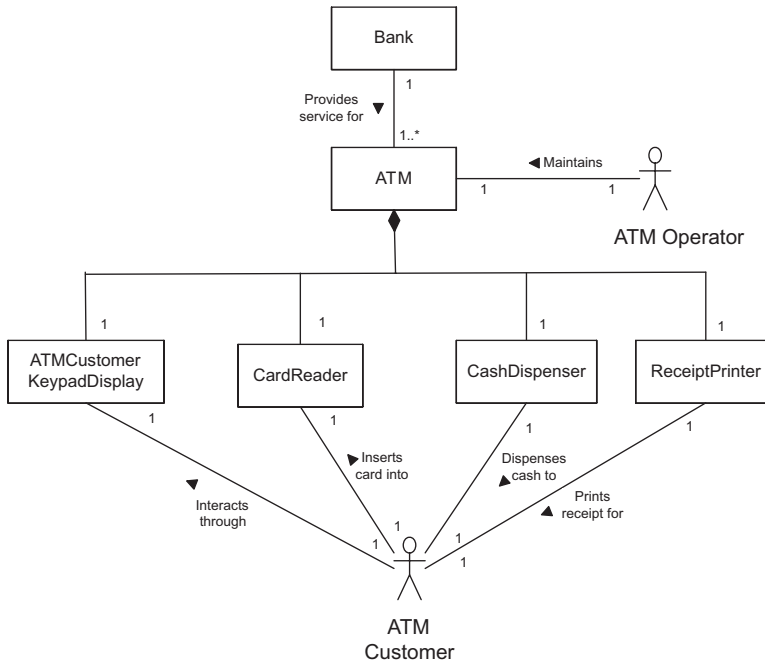 Bank
1
Provides
service for
1..*
ATM
Maintains
1
1
ATM Operator
1
1
1
1
ATMCustomer
KeypadDisplay
CardReader
CashDispenser
ReceiptPrinter
1
1
1
1
Inserts
card into
Dispenses
cash to
Interacts
through
Prints
receipt for
1
1
1
1
ATM
Customer